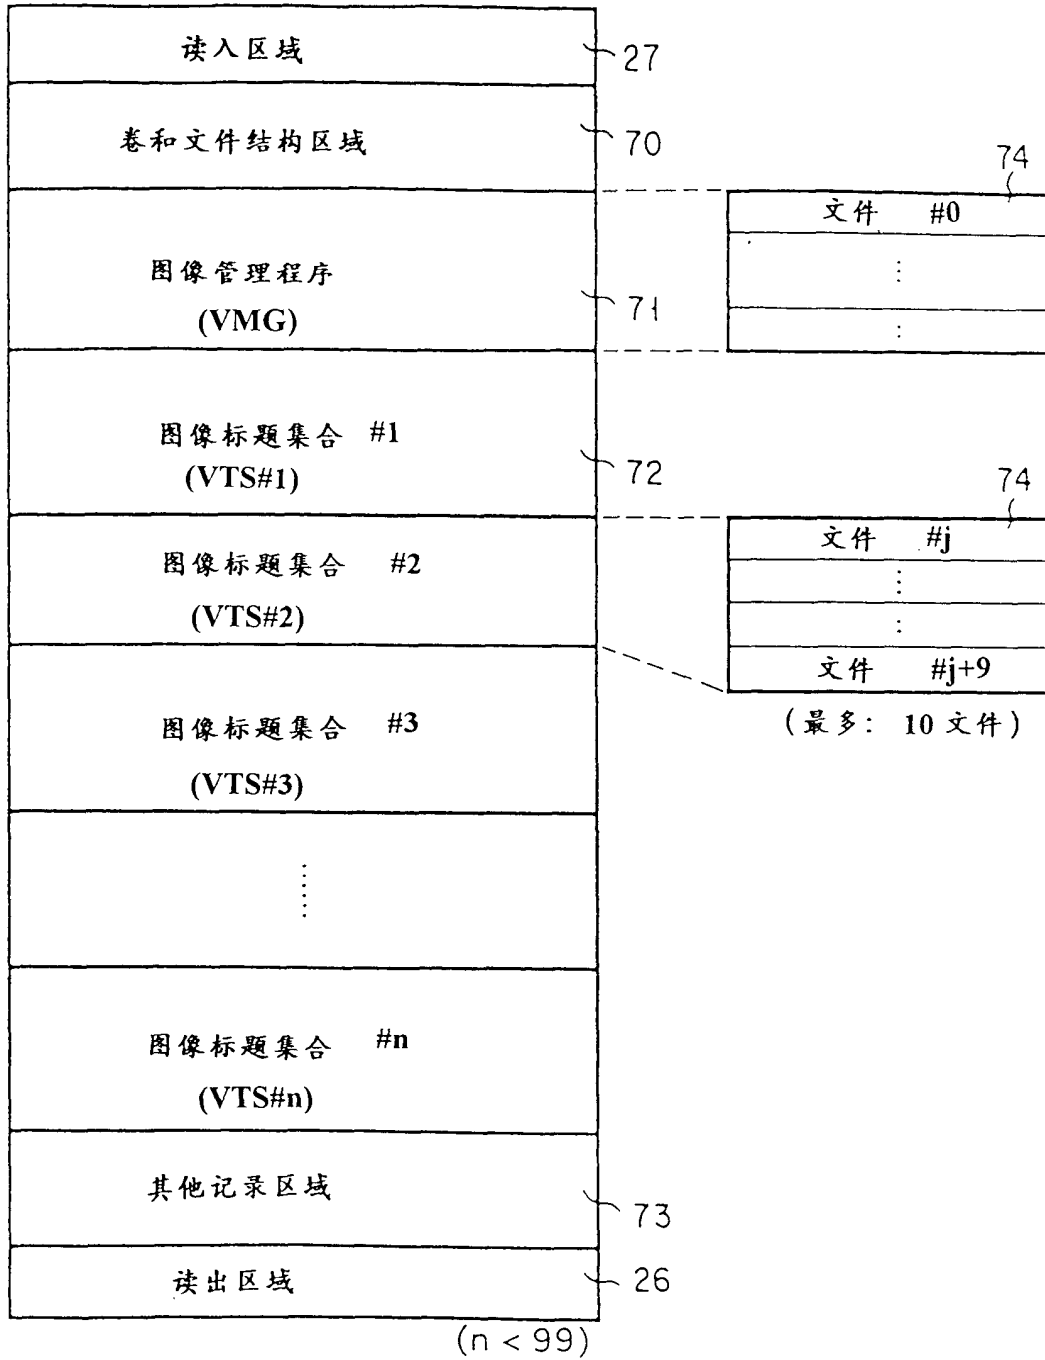 读入区域
27
卷和文件结构区域
70
图像管理程序
(VMG)
71
74
文件 #0
图像标题集合 #1
(VTS#1)
72
图像标题集合 #2
(VTS#2)
74
文件 #j
文件 #j+9
(最多: 10 文件)
图像标题集合 #3
(VTS#3)
图像标题集合 #n
(VTS#n)
其他记录区域
73
读出区域
26
(n < 99)